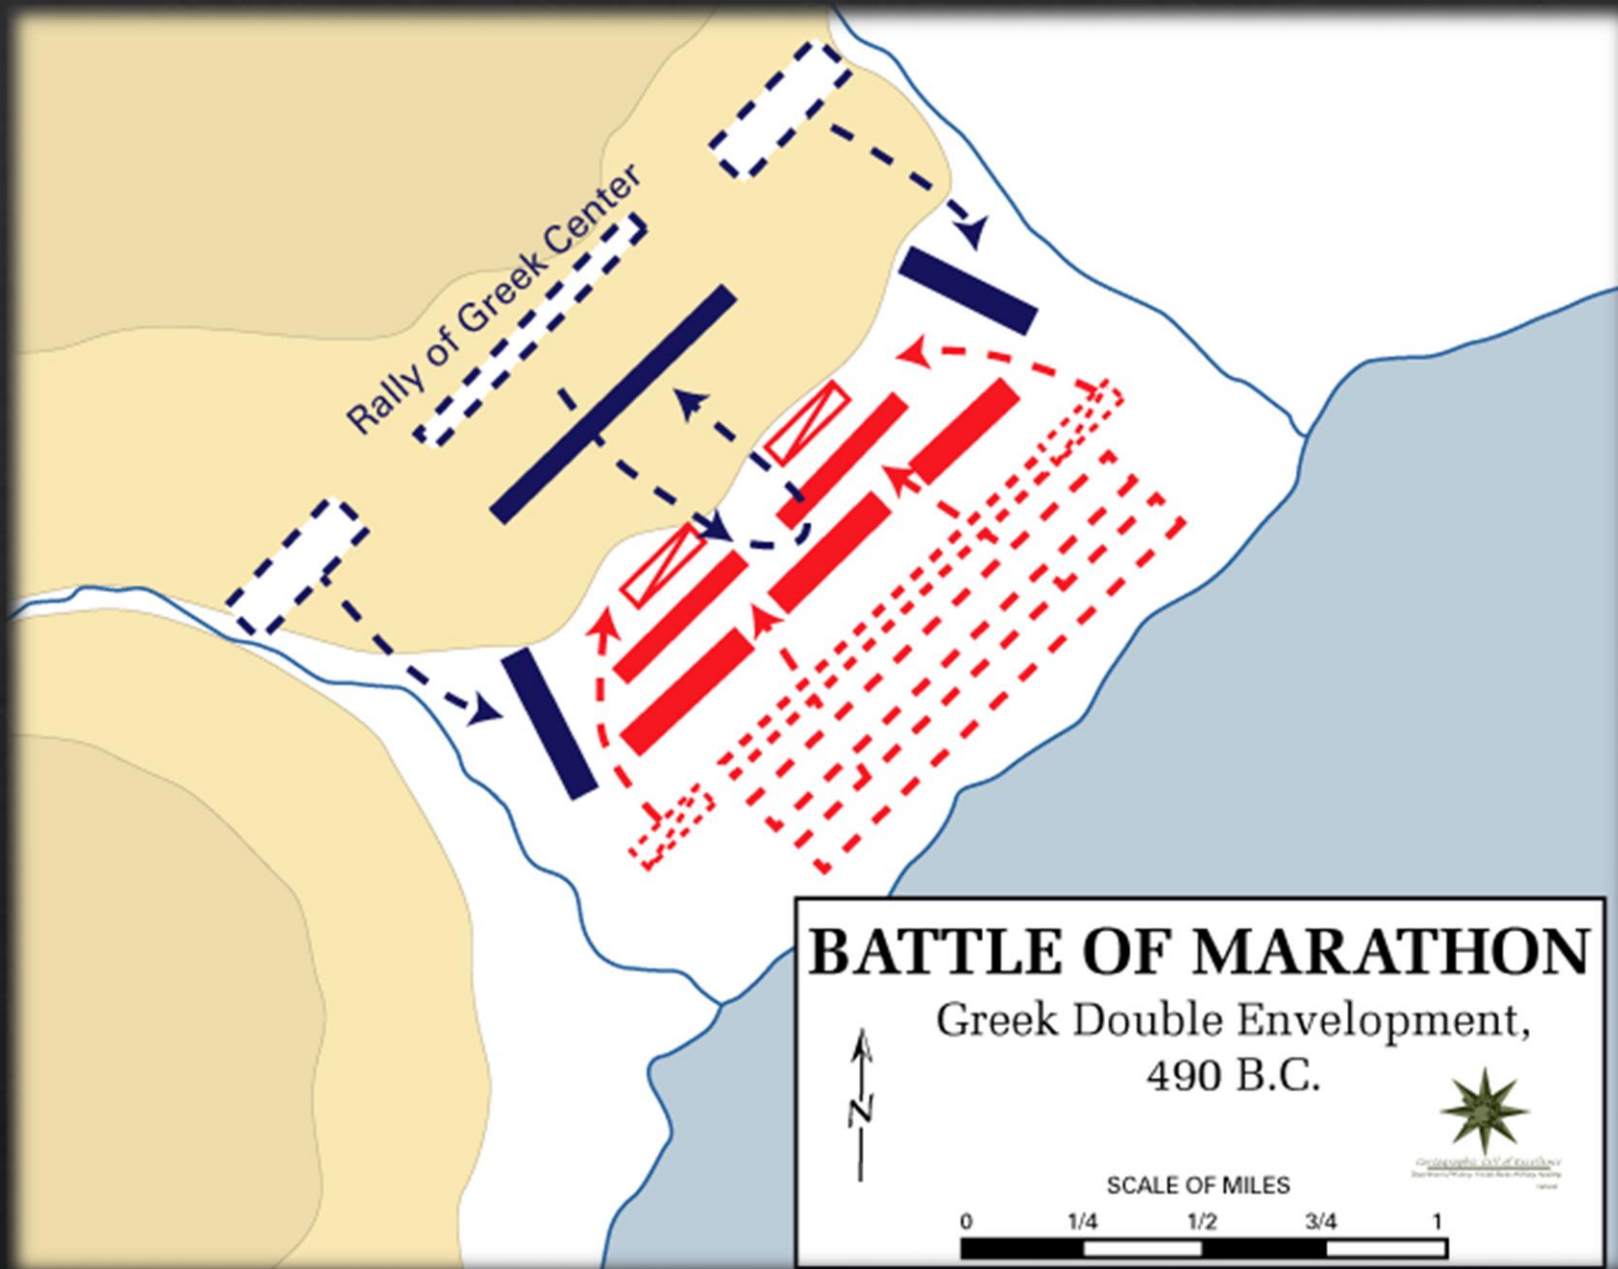 Rally of Greek Center
BATTLE OF MARATHON
Greek Double Envelopment,
490 B.C.
N
SCALE OF MILES
0 1/4 1/2 3/4 1